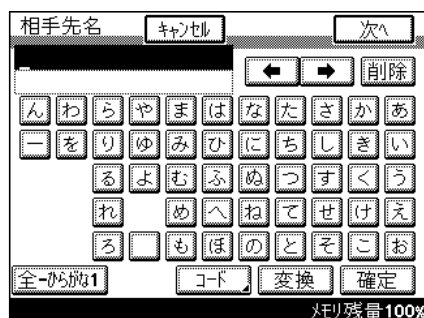 相手先名 キャンセル 次へ
← → 削除
ん わ ら や ま は な た さ か あ
ー を り ゆ み ひ に ち し き い
る よ む ふ ぬ つ す く う
れ め へ ね て せ け え
ろ も ほ の と そ こ お
全-ひらがな1 コード 変換 確定
メモリ残量100%